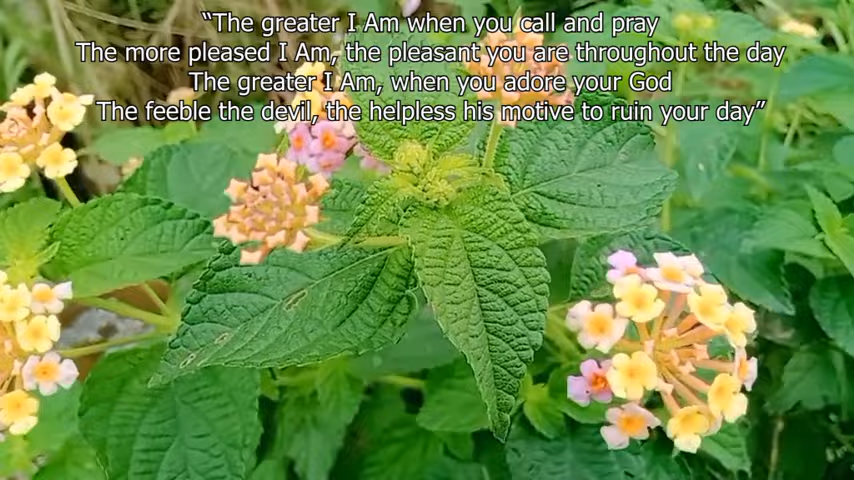 “The greater I Am when you call and pray
The more pleased I Am, the pleasant you are throughout the day
The greater I Am, when you adore your God
The feeble the devil, the helpless his motive to ruin your day”